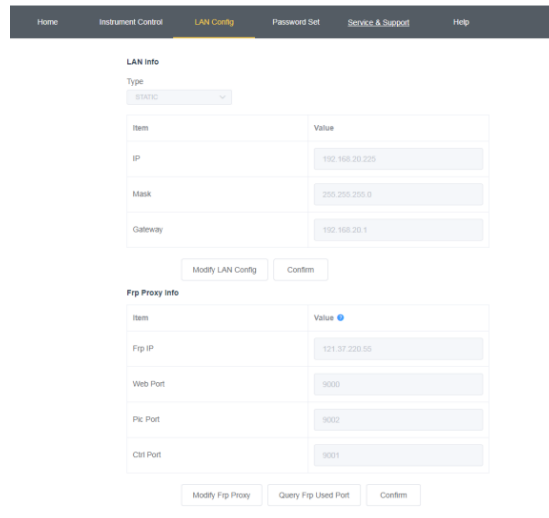 Home Instrument Control LAN Config Password Set Service & Support Help
LAN info
Type
STATIC
Item Value
IP 192.168.20.225
Mask 255.255.255.0
Gateway 192.168.20.1
Modify LAN Config Confirm
Frp Proxy info
Item Value
Frp IP 121.37.220.55
Web Port 9000
Pic Port 9002
Ctrl Port 9001
Modify Frp Proxy Query Frp Used Port Confirm